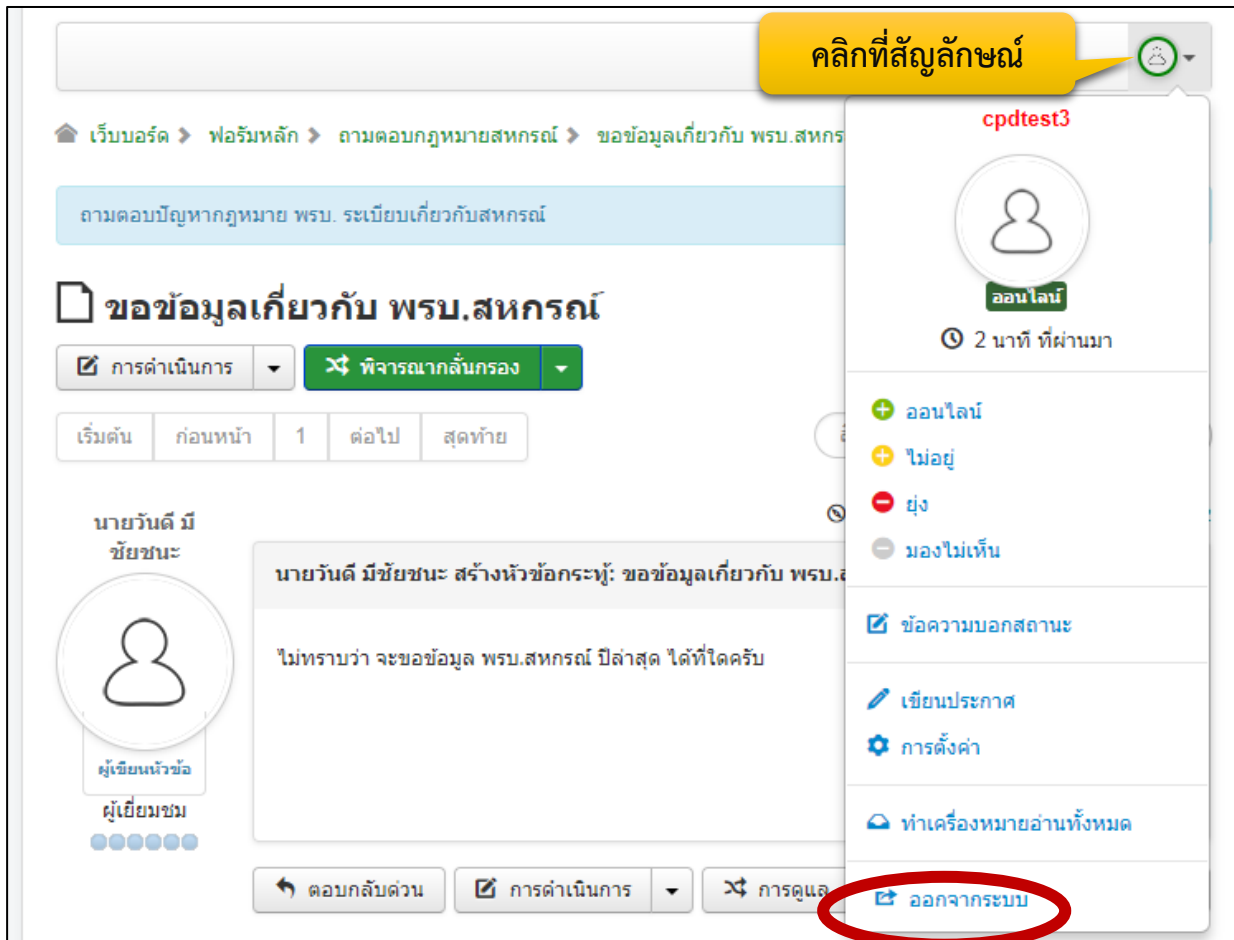 คลิกที่สัญลักษณ์
เว็บบอร์ด ฟอรัมหลัก ถามตอบกฎหมายสหกรณ์ ขอข้อมูลเกี่ยวกับ พรบ.สหกร
ถามตอบปัญหากฎหมาย พรบ. ระเบียบเกี่ยวกับสหกรณ์
ขอข้อมูลเกี่ยวกับ พรบ.สหกรณ์
การดำเนินการ
พิจารณากลั่นกรอง
เริ่มต้น ก่อนหน้า 1 ต่อไป สุดท้าย
นายวันดี มี
ชัยชนะ
ผู้เขียนหัวข้อ
ผู้เยี่ยมชม
นายวันดี มีชัยชนะ สร้างหัวข้อกระทู้: ขอข้อมูลเกี่ยวกับ พรบ.
ไม่ทราบว่า จะขอข้อมูล พรบ.สหกรณ์ ปีล่าสุด ได้ที่ใดครับ
ตอบกลับด่วน การดำเนินการ การดูแล
cpdtest3
ออนไลน์
2 นาที ที่ผ่านมา
ออนไลน์
ไม่อยู่
ยุ่ง
มองไม่เห็น
ข้อความบอกสถานะ
เขียนประกาศ
การตั้งค่า
ทำเครื่องหมายอ่านทั้งหมด
ออกจากระบบ